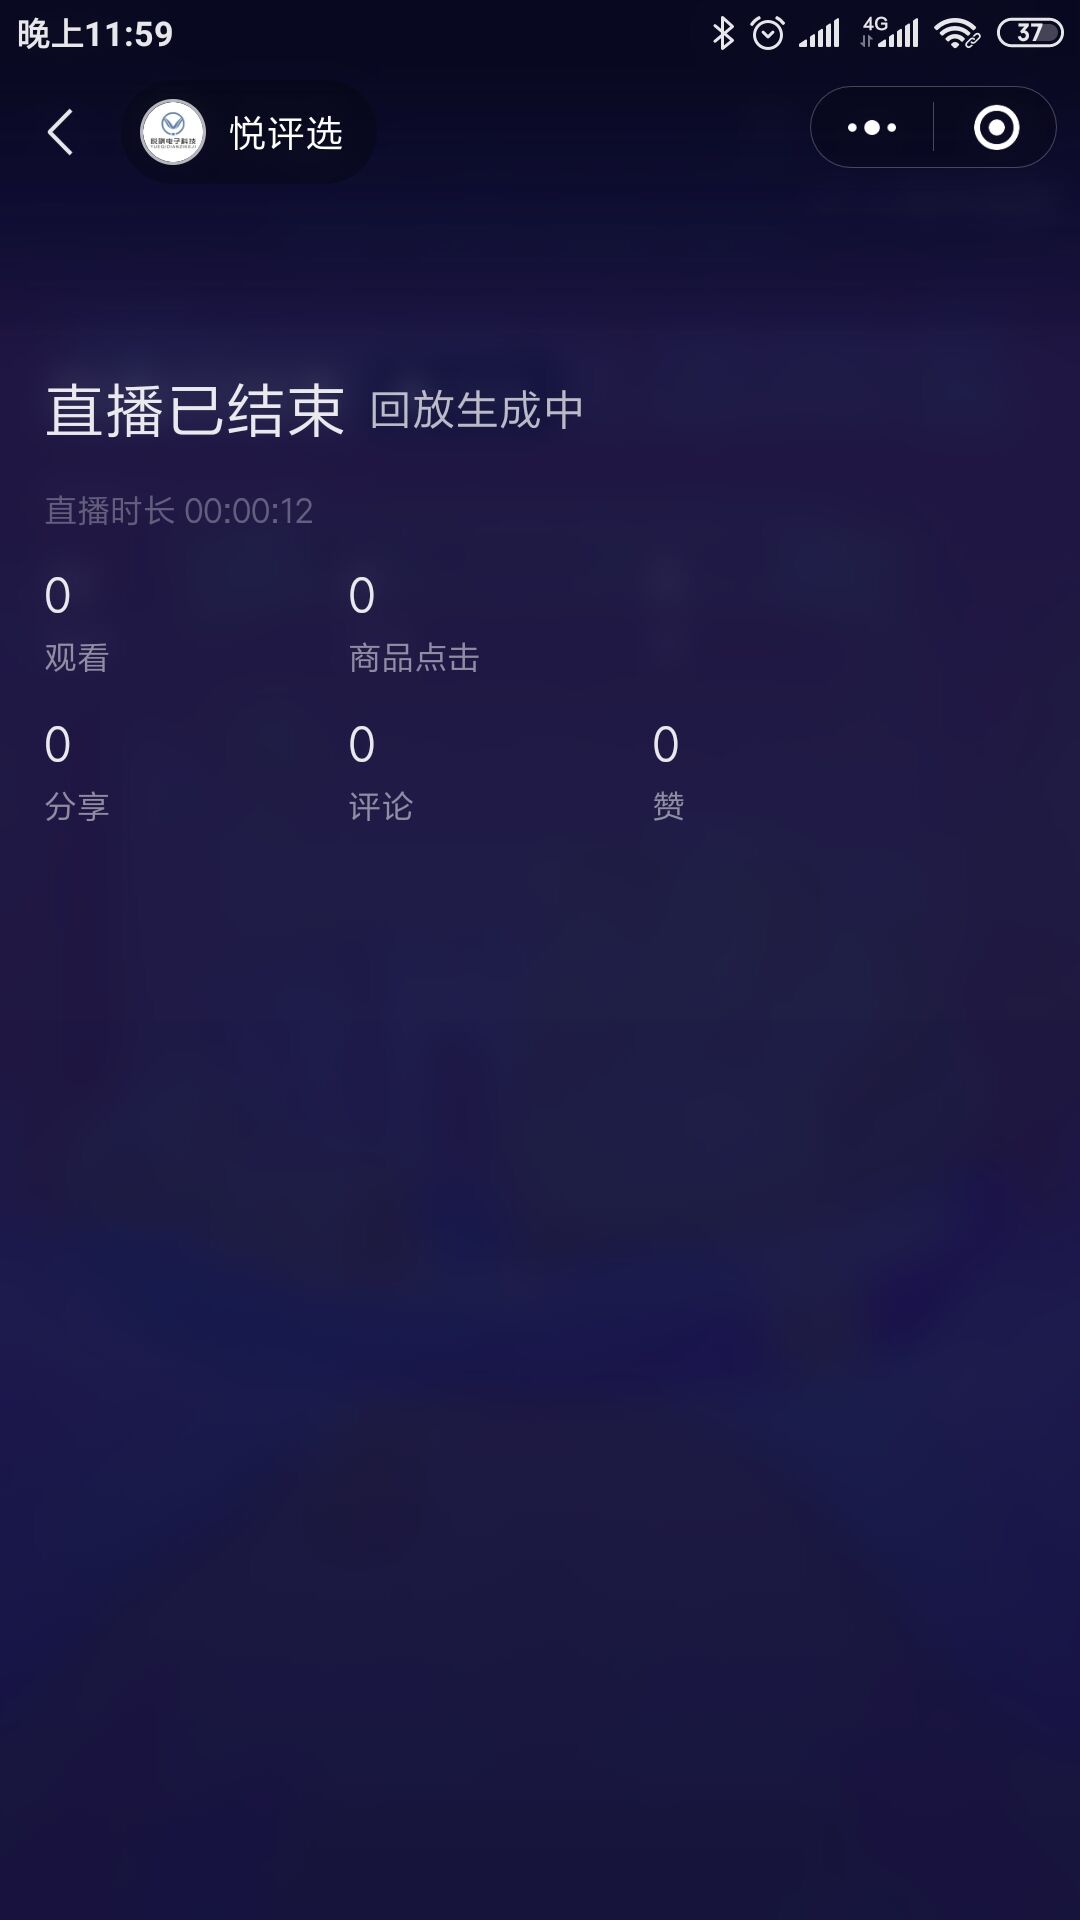 晚上11:59
4G
37
悦评选
直播已结束 回放生成中
直播时长 00:00:12
0 0
观看 商品点击
0 0 0
分享 评论 赞